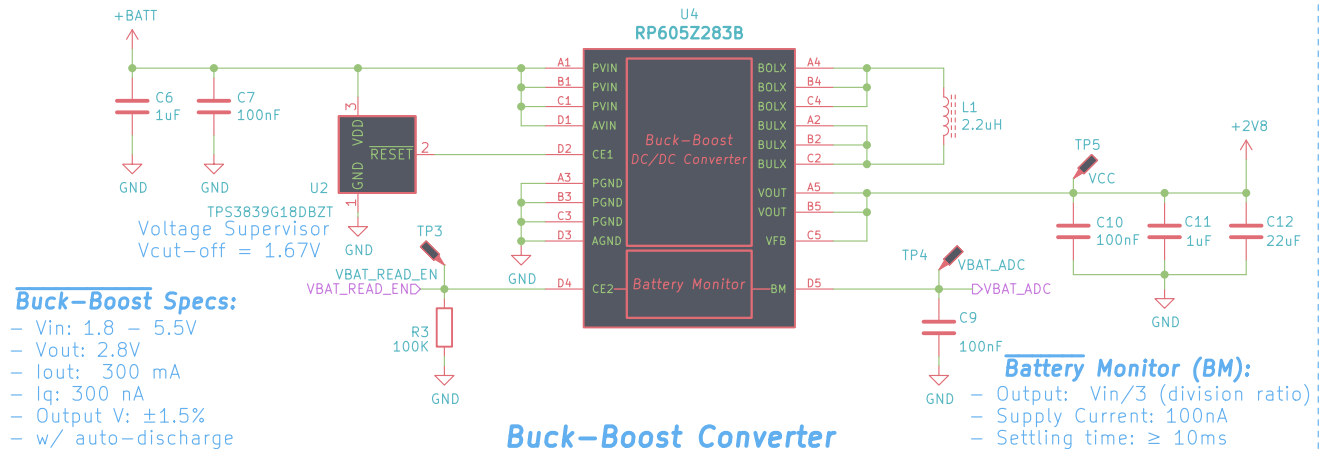 +BATT
U4
RP605Z283B
C6
1uF
C7
100nF
GND
GND
3
VDD
RESET
2
GND
1
U2
TPS3839G18DBZT
GND
Voltage Supervisor
Vcut-off = 1.67V
A1 PVIN
B1 PVIN
C1 PVIN
D1 AVIN
D2 CE1
A3 PGND
B3 PGND
C3 PGND
D3 AGND
D4 CE2
GND
Buck-Boost
DC/DC Converter
Battery Monitor
BOLX A4
BOLX B4
BOLX C4
BULX A2
BULX B2
BULX C2
VOUT A5
VOUT B5
VFB C5
BM D5
L1
2.2uH
TP5
VCC
+2V8
C10
100nF
C11
1uF
C12
22uF
GND
TP3
VBAT_READ_EN
VBAT_READ_EN
R3
100K
GND
TP4
VBAT_ADC
VBAT_ADC
C9
100nF
GND
Buck-Boost Specs:
- Vin: 1.8 - 5.5V
- Vout: 2.8V
- Iout: 300 mA
- Iq: 300 nA
- Output V: ±1.5%
- w/ auto-discharge
Battery Monitor (BM):
- Output: Vin/3 (division ratio)
- Supply Current: 100nA
- Settling time: ≥ 10ms
Buck-Boost Converter